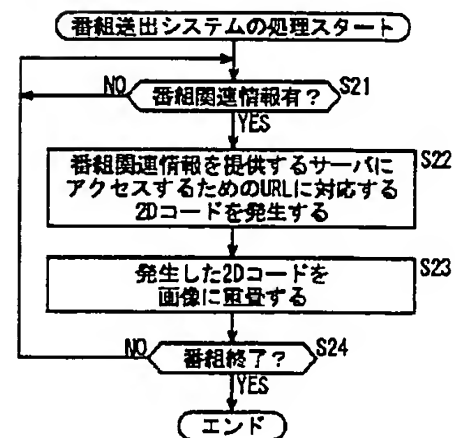 番組送出システムの処理スタート
NO 番組関連情報有？ S21
YES
番組関連情報を提供するサーバに S22
アクセスするためのURLに対応する
2Dコードを発生する
発生した2Dコードを S23
画像に重畳する
NO 番組終了？ S24
YES
エンド